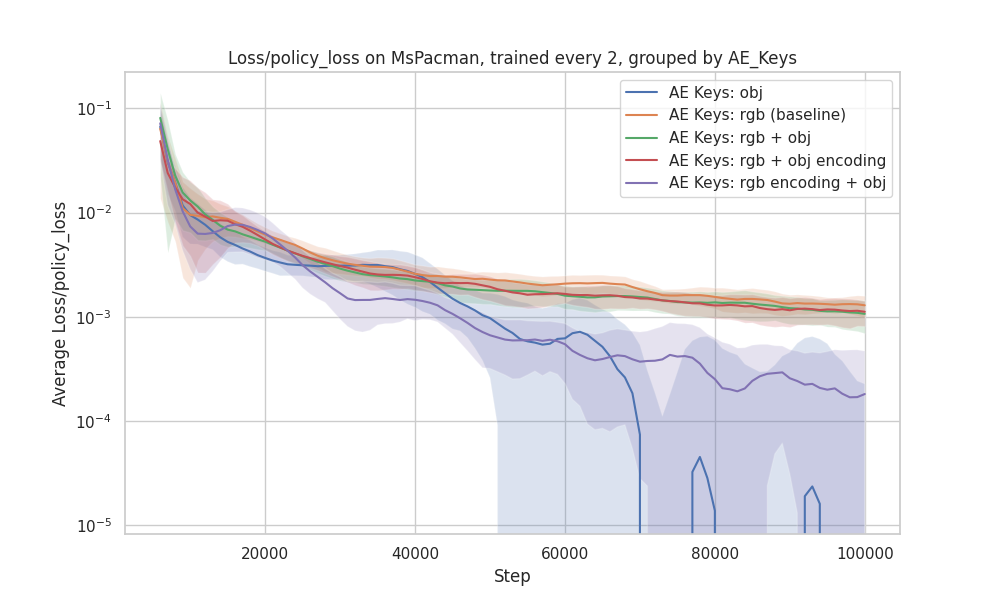 Loss/policy_loss on MsPacman, trained every 2, grouped by AE_Keys
AE Keys: obj
AE Keys: rgb (baseline)
AE Keys: rgb + obj
AE Keys: rgb + obj encoding
AE Keys: rgb encoding + obj
Average Loss/policy_loss
10⁻¹
10⁻²
10⁻³
10⁻⁴
10⁻⁵
20000 40000 60000 80000 100000
Step